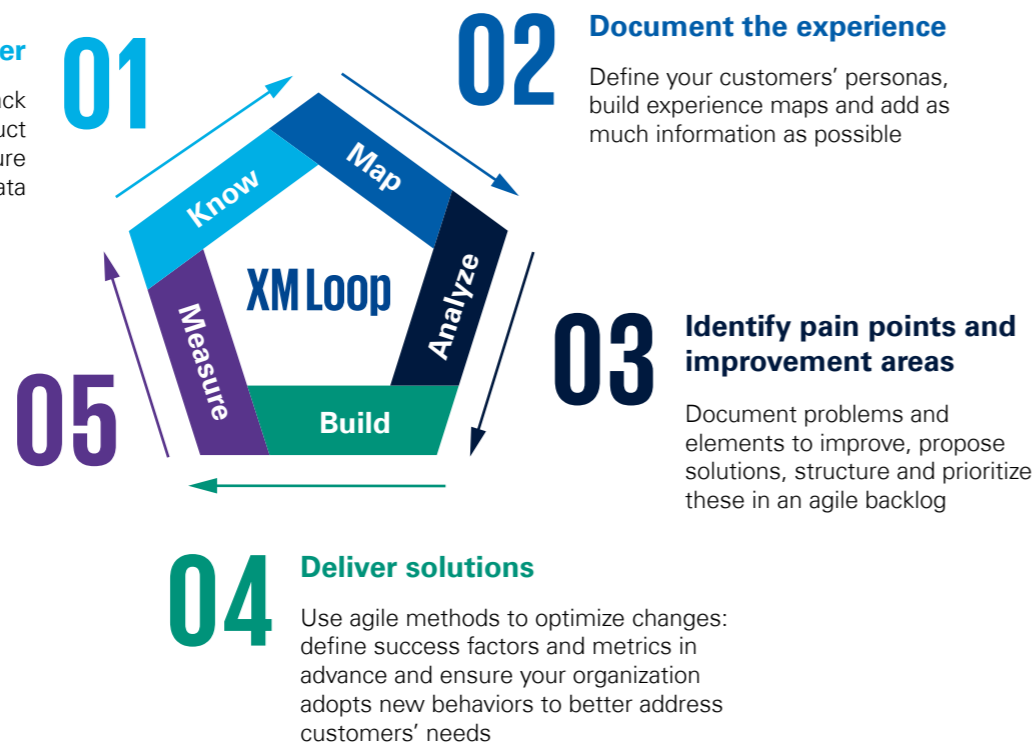 01
er
ack
uct
ure
ata
02
Document the experience
Define your customers’ personas,
build experience maps and add as
much information as possible
Know
Map
Analyze
Build
Measure
XM Loop
03
Identify pain points and
improvement areas
Document problems and
elements to improve, propose
solutions, structure and prioritize
these in an agile backlog
04
Deliver solutions
Use agile methods to optimize changes:
define success factors and metrics in
advance and ensure your organization
adopts new behaviors to better address
customers’ needs
05